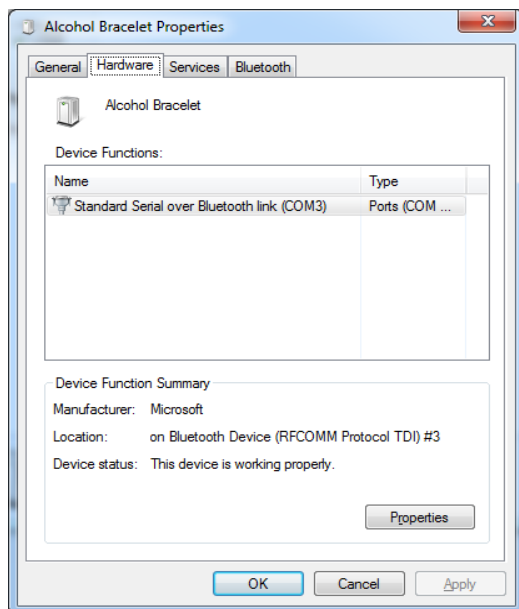 Alcohol Bracelet Properties
General Hardware Services Bluetooth
Alcohol Bracelet
Device Functions:
Name Type
Standard Serial over Bluetooth link (COM3) Ports (COM ...
Device Function Summary
Manufacturer: Microsoft
Location: on Bluetooth Device (RFCOMM Protocol TDI) #3
Device status: This device is working properly.
Properties
OK Cancel Apply